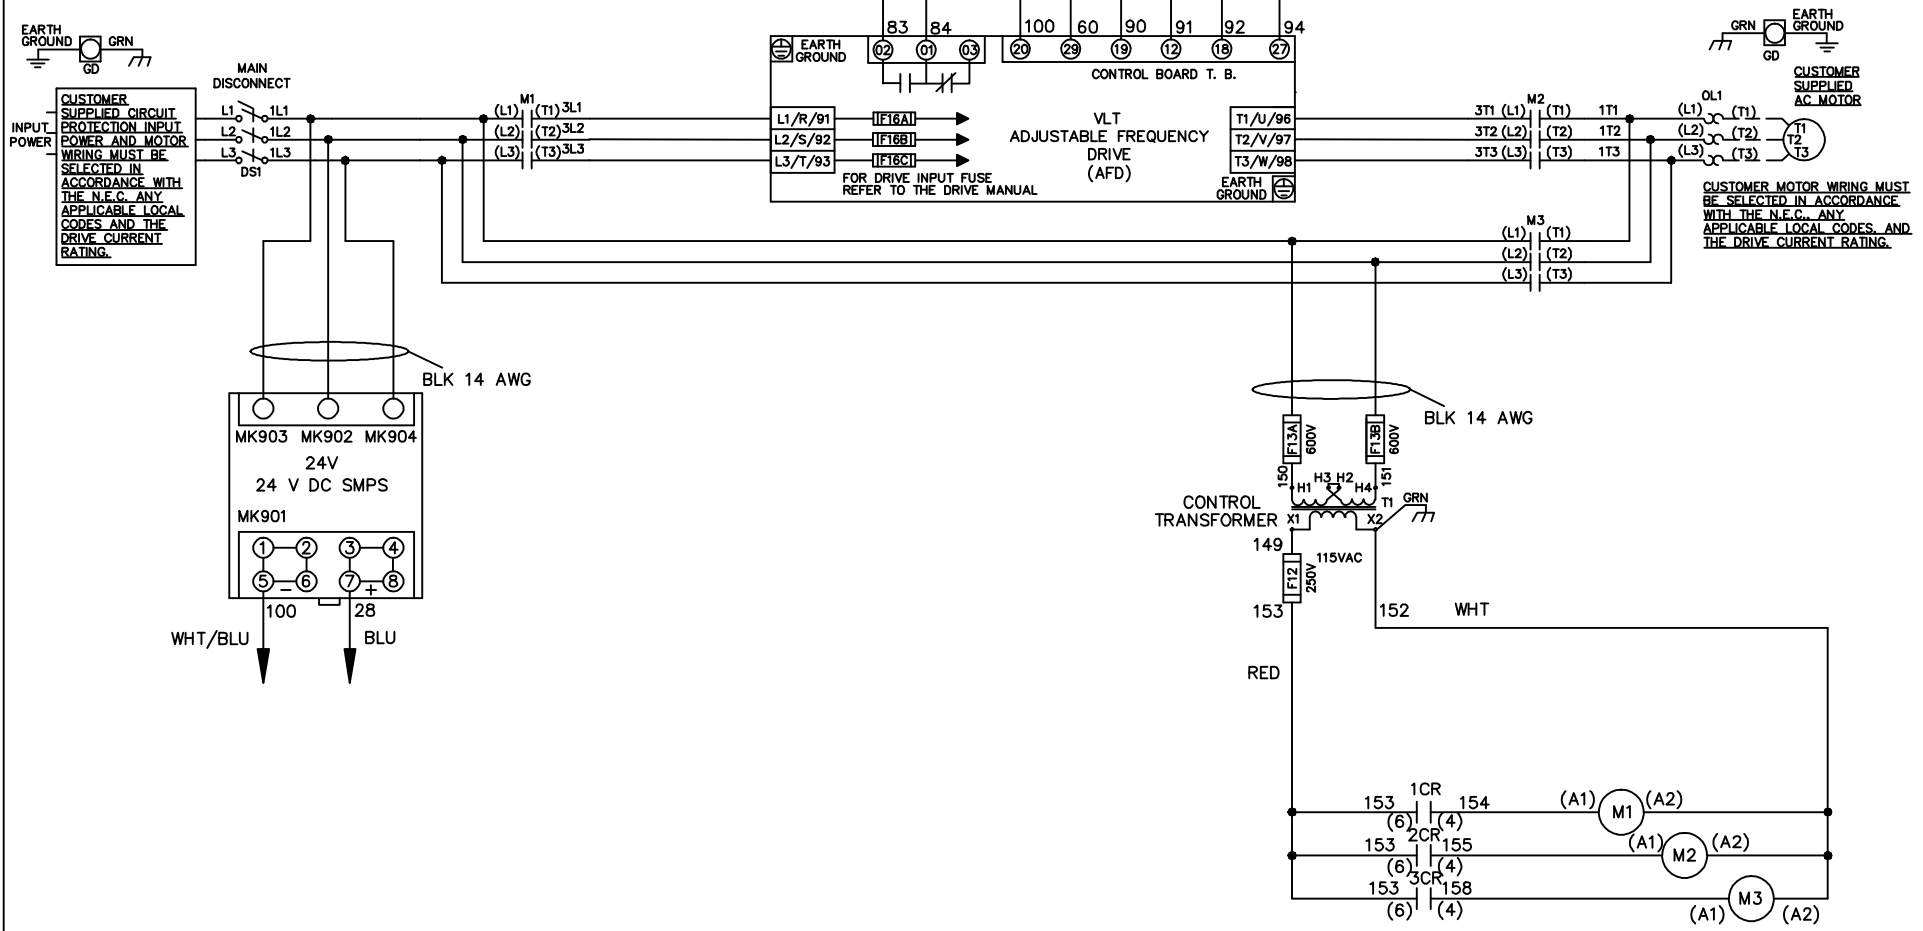 83 84 100 60 90 91 92 94
EARTH
GROUND GRN
GD
EARTH
GROUND
02 01 03 20 29 19 12 18 27
CONTROL BOARD T. B.
GRN EARTH
GROUND
GD
MAIN
DISCONNECT
CUSTOMER
SUPPLIED
AC MOTOR
INPUT
POWER
CUSTOMER
SUPPLIED CIRCUIT
PROTECTION INPUT
POWER AND MOTOR
WIRING MUST BE
SELECTED IN
ACCORDANCE WITH
THE N.E.C. ANY
APPLICABLE LOCAL
CODES AND THE
DRIVE CURRENT
RATING.
L1 1L1
L2 1L2
L3 1L3
DS1
M1
(L1) (T1) 3L1
(L2) (T2) 3L2
(L3) (T3) 3L3
L1/R/91 F16A
L2/S/92 F16B
L3/T/93 F16C
FOR DRIVE INPUT FUSE
REFER TO THE DRIVE MANUAL
VLT
ADJUSTABLE FREQUENCY
DRIVE
(AFD)
T1/U/96
T2/V/97
T3/W/98
EARTH
GROUND
M2
3T1 (L1) (T1) 1T1
3T2 (L2) (T2) 1T2
3T3 (L3) (T3) 1T3
OL1
(L1) (T1)
(L2) (T2)
(L3) (T3)
T1
T2
T3
CUSTOMER MOTOR WIRING MUST
BE SELECTED IN ACCORDANCE
WITH THE N.E.C., ANY
APPLICABLE LOCAL CODES, AND
THE DRIVE CURRENT RATING.
M3
(L1) (T1)
(L2) (T2)
(L3) (T3)
BLK 14 AWG
MK903 MK902 MK904
24V
24 V DC SMPS
MK901
1 2 3 4
5 - 6 7 + 8
100 28
WHT/BLU BLU
BLK 14 AWG
F13A 600V F13B 600V
150 151
H1 H3 H2 H4
T1 GRN
CONTROL
TRANSFORMER X1 X2
149
115VAC
F12 250V
153 152 WHT
RED
1CR
153 154 (A1) M1 (A2)
(6) (4)
2CR
153 155 (A1) M2 (A2)
(6) (4)
3CR
153 158 M3
(6) (4) (A1) (A2)